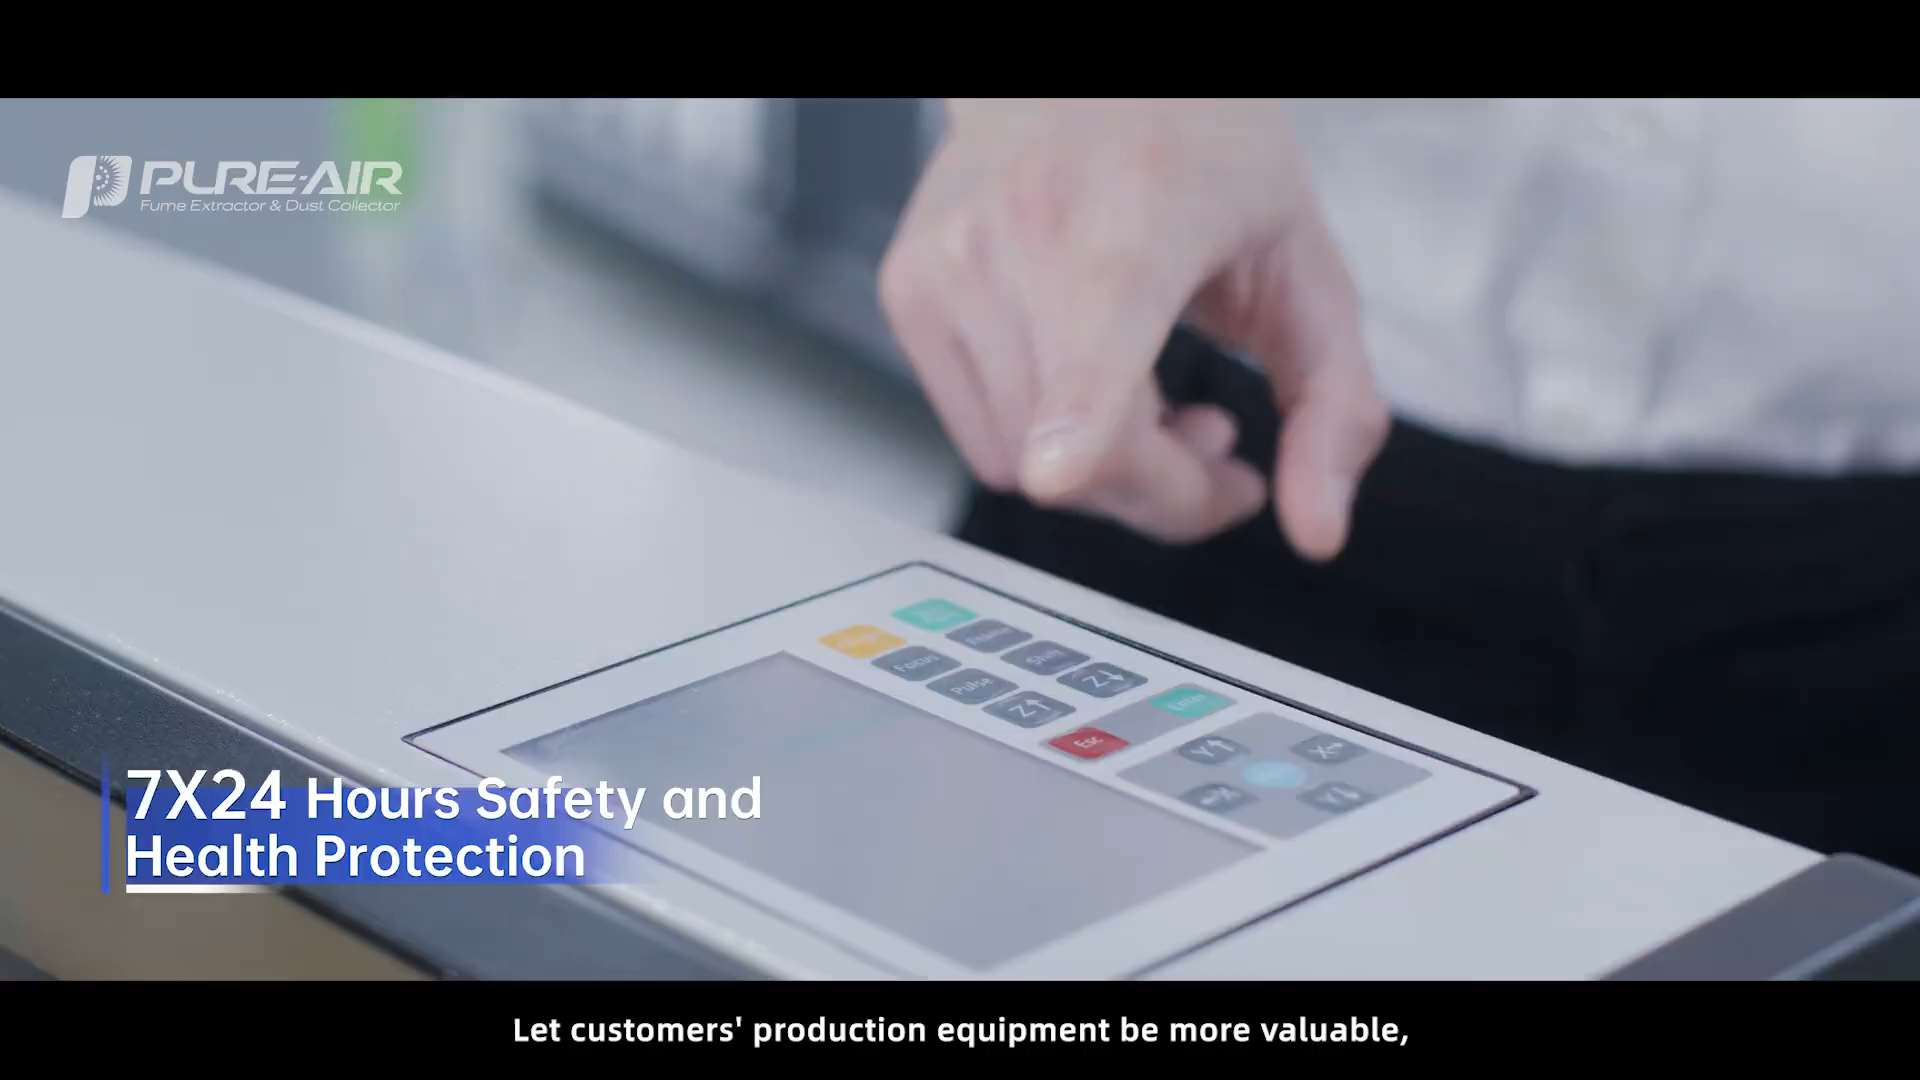 PURE-AIR
Fume Extractor & Dust Collector
Focus
Shift
Pulse
Z↓
Z↑
Enter
Esc
Y↑
X→
←X
Y↓
7X24 Hours Safety and
Health Protection
Let customers' production equipment be more valuable,